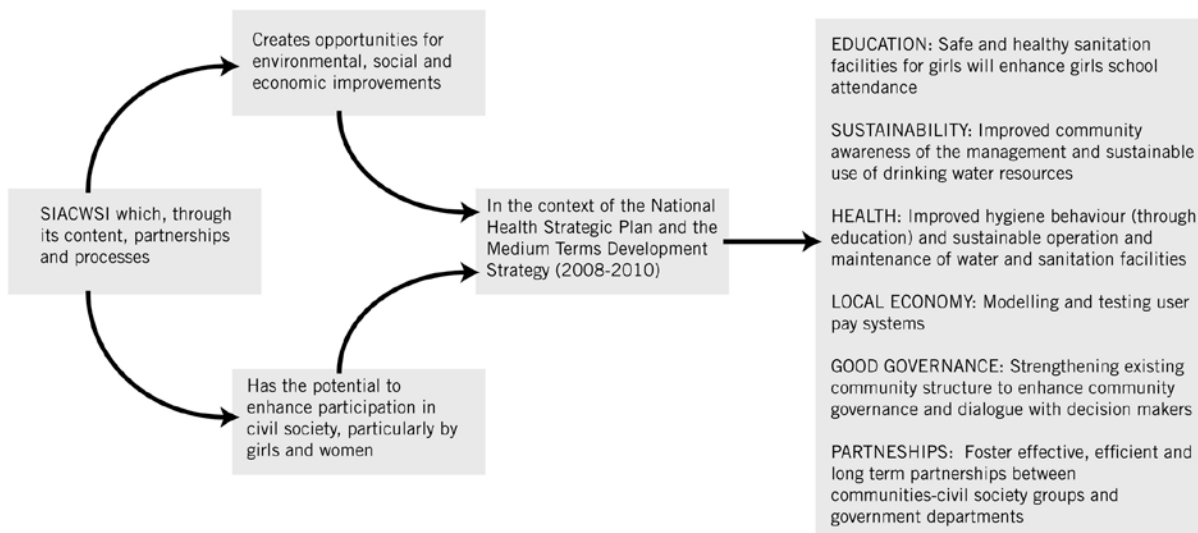 Creates opportunities for
environmental, social and
economic improvements
SIACWSI which, through
its content, partnerships
and processes
Has the potential to
enhance participation in
civil society, particularly by
girls and women
In the context of the National
Health Strategic Plan and the
Medium Terms Development
Strategy (2008-2010)
EDUCATION: Safe and healthy sanitation
facilities for girls will enhance girls school
attendance
SUSTAINABILITY: Improved community
awareness of the management and sustainable
use of drinking water resources
HEALTH: Improved hygiene behaviour (through
education) and sustainable operation and
maintenance of water and sanitation facilities
LOCAL ECONOMY: Modelling and testing user
pay systems
GOOD GOVERNANCE: Strengthening existing
community structure to enhance community
governance and dialogue with decision makers
PARTNESHIPS: Foster effective, efficient and
long term partnerships between
communities-civil society groups and
government departments